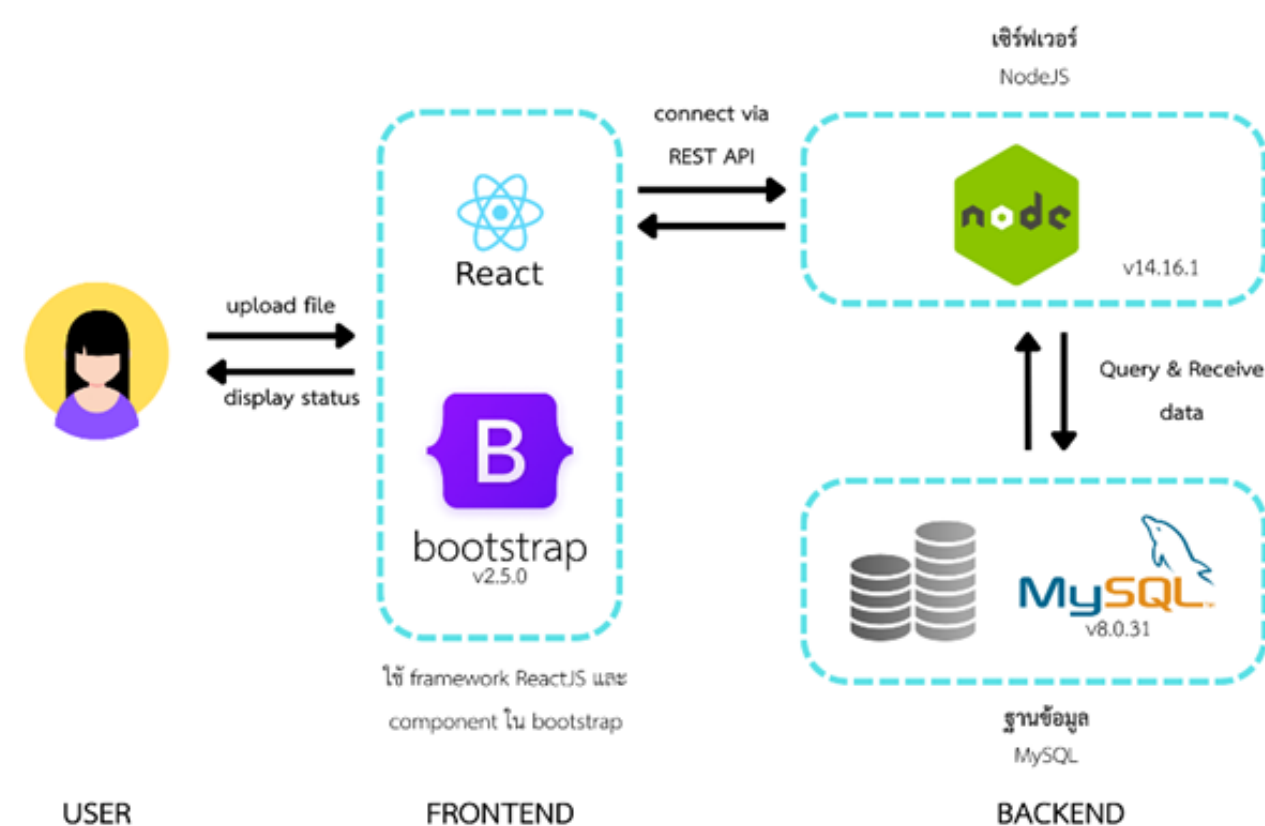 เซิร์ฟเวอร์
NodeJS
connect via
REST API
node
v14.16.1
React
upload file
display status
B
bootstrap
v2.5.0
Query & Receive
data
MySQL
v8.0.31
ใช้ framework ReactJS และ
component ใน bootstrap
ฐานข้อมูล
MySQL
USER
FRONTEND
BACKEND